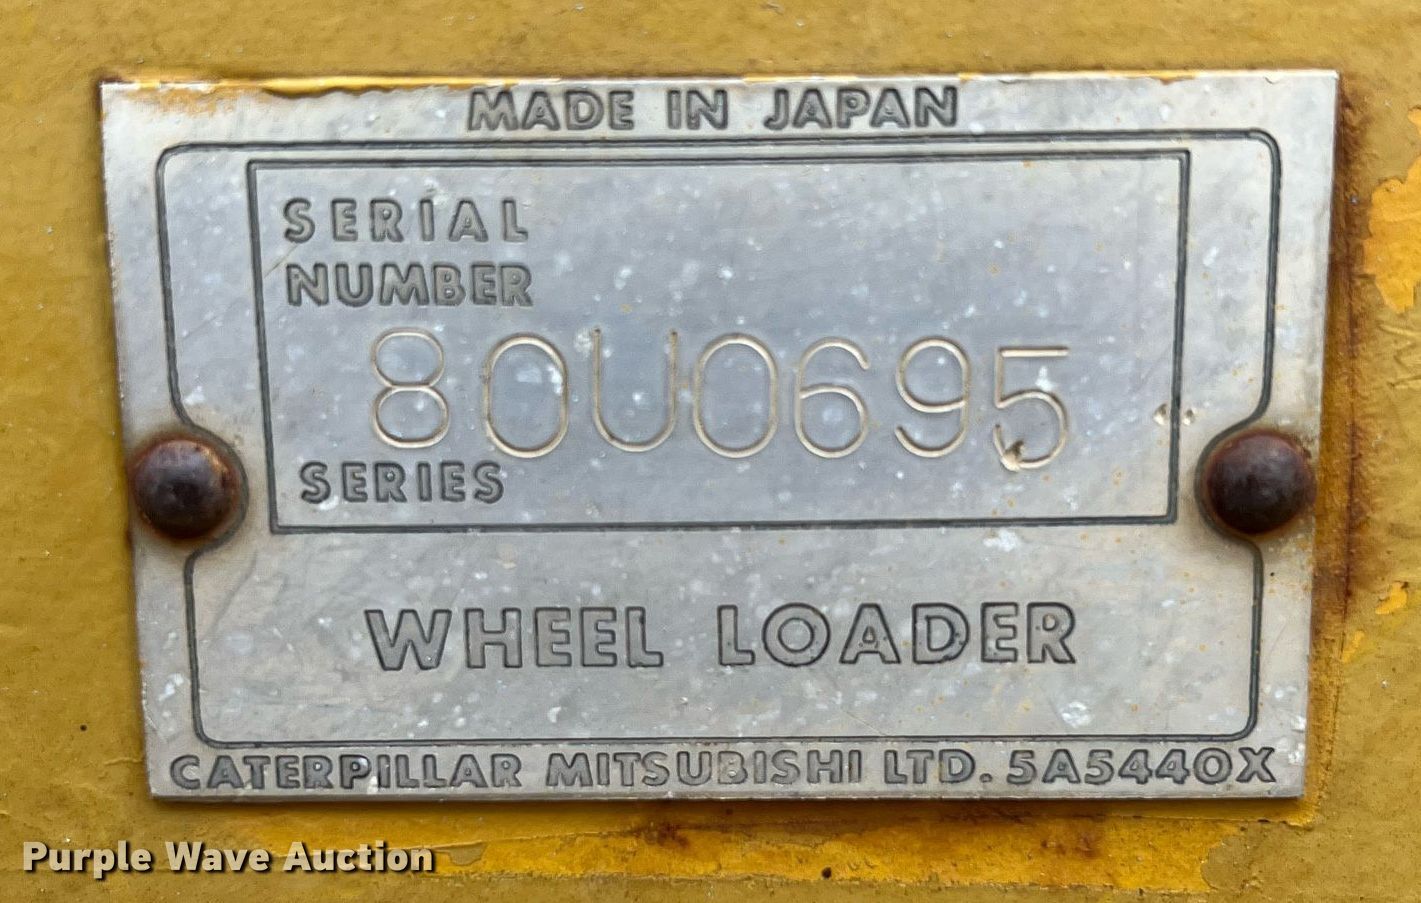 MADE IN JAPAN
SERIAL
NUMBER
80U0695
SERIES
WHEEL LOADER
CATERPILLAR MITSUBISHI LTD. 5A5440X
Purple Wave Auction